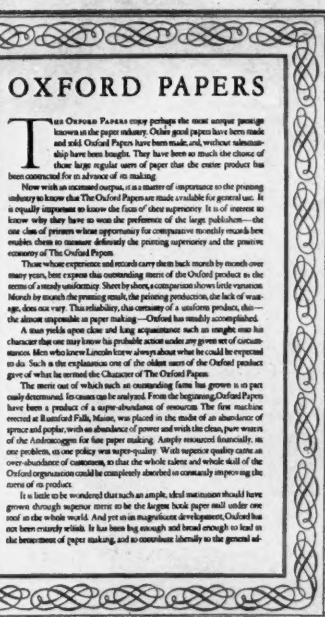 OXFORD PAPERS
THE OXFORD PAPERS enjoy perhaps the most unique prestige
known in the paper industry. Other good papers have been made
and sold. Oxford Papers have been made, and, without salesman-
ship have been bought. They have been so much the choice of
those large regular users of paper that the entire product has
been contracted for in advance of its making.
Now with an increased output, it is a matter of importance to the printing
industry to know that The Oxford Papers are made available for general use. It
is equally important to know the facts of their superiority. It is of interest to
know why they have so won the preference of the large publishers—the
one class of printers whose opportunity for comparative monthly records best
enables them to measure definitely the printing superiority and the positive
economy of The Oxford Papers.
Those whose experience and records carry them back month by month over
many years, best express this outstanding merit of the Oxford product in the
terms of a steady uniformity. Sheet by sheet, a comparison shows little variation.
Month by month the printing result, the printing production, the lack of wast-
age, does not vary. This reliability, this certainty of a uniform product, this—
the almost impossible in paper making—Oxford has steadily accomplished.
A man yields upon close and long acquaintance such an insight into his
character that one may know his probable action under any given set of circum-
stances. Men who knew Lincoln knew always about what he could be expected
to do. Such is the explanation one of the oldest users of the Oxford product
gave of what he termed the Character of The Oxford Papers.
The merit out of which such an outstanding fame has grown is in part
easily determined. Its causes can be analyzed. From the beginning, Oxford Papers
have been a product of a super-abundance of resources. The first machine
erected at Rumford Falls, Maine, was placed in the midst of an abundance of
spruce and poplar, with an abundance of power and with the clean, pure waters
of the Androscoggin for fine paper making. Amply resourced financially, its
one problem, its one policy was super-quality. With superior quality came an
over-abundance of customers, so that the whole talent and whole skill of the
Oxford organization could be completely absorbed in constantly improving the
merit of its product.
It is little to be wondered that such an ample, ideal institution should have
grown through superior merit to be the largest book paper mill under one
roof in the whole world. And yet in its magnificent development, Oxford has
not been entirely selfish. It has been big enough and broad enough to lead in
the betterment of paper making, and to contribute liberally to the general ad-